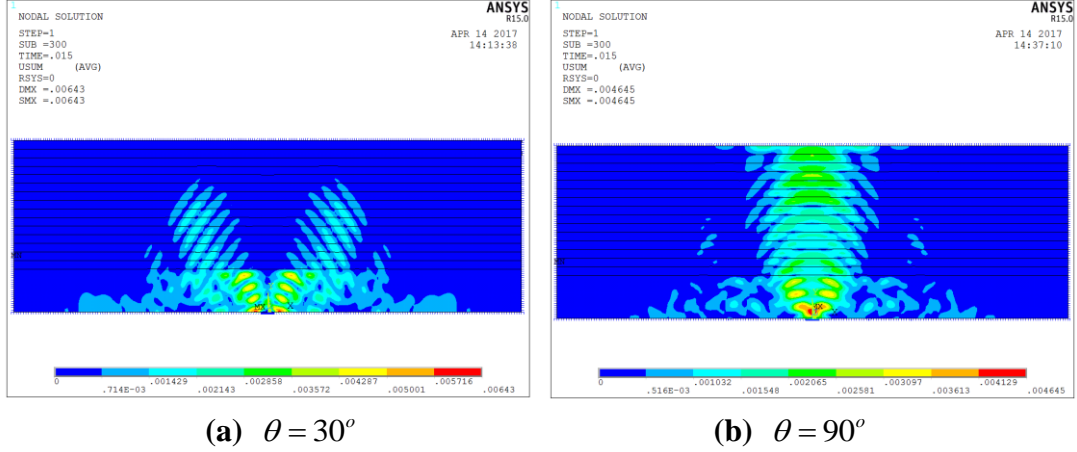 1
NODAL SOLUTION
STEP=1
SUB =300
TIME=.015
USUM (AVG)
RSYS=0
DMX =.00643
SMX =.00643
ANSYS
R15.0
APR 14 2017
14:13:38
MX
X
0 .001429 .002858 .004287 .005716
.714E-03 .002143 .003572 .005001 .00643
(a) θ = 30°
1
NODAL SOLUTION
STEP=1
SUB =300
TIME=.015
USUM (AVG)
RSYS=0
DMX =.004645
SMX =.004645
ANSYS
R15.0
APR 14 2017
14:37:10
0 .001032 .002065 .003097 .004129
.516E-03 .001548 .002581 .003613 .004645
(b) θ = 90°